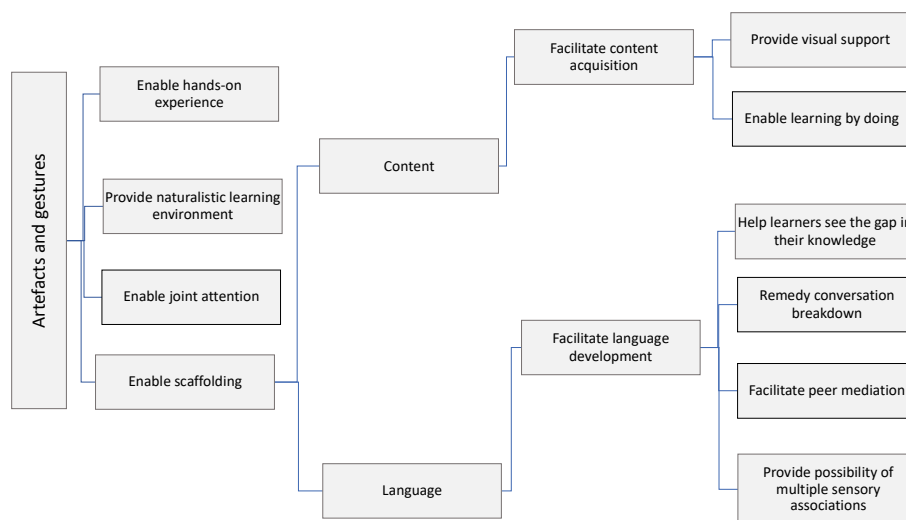 Artefacts and gestures
Enable hands-on
experience
Provide naturalistic learning
environment
Enable joint attention
Enable scaffolding
Content
Language
Facilitate content
acquisition
Facilitate language
development
Provide visual support
Enable learning by doing
Help learners see the gap in
their knowledge
Remedy conversation
breakdown
Facilitate peer mediation
Provide possibility of
multiple sensory
associations